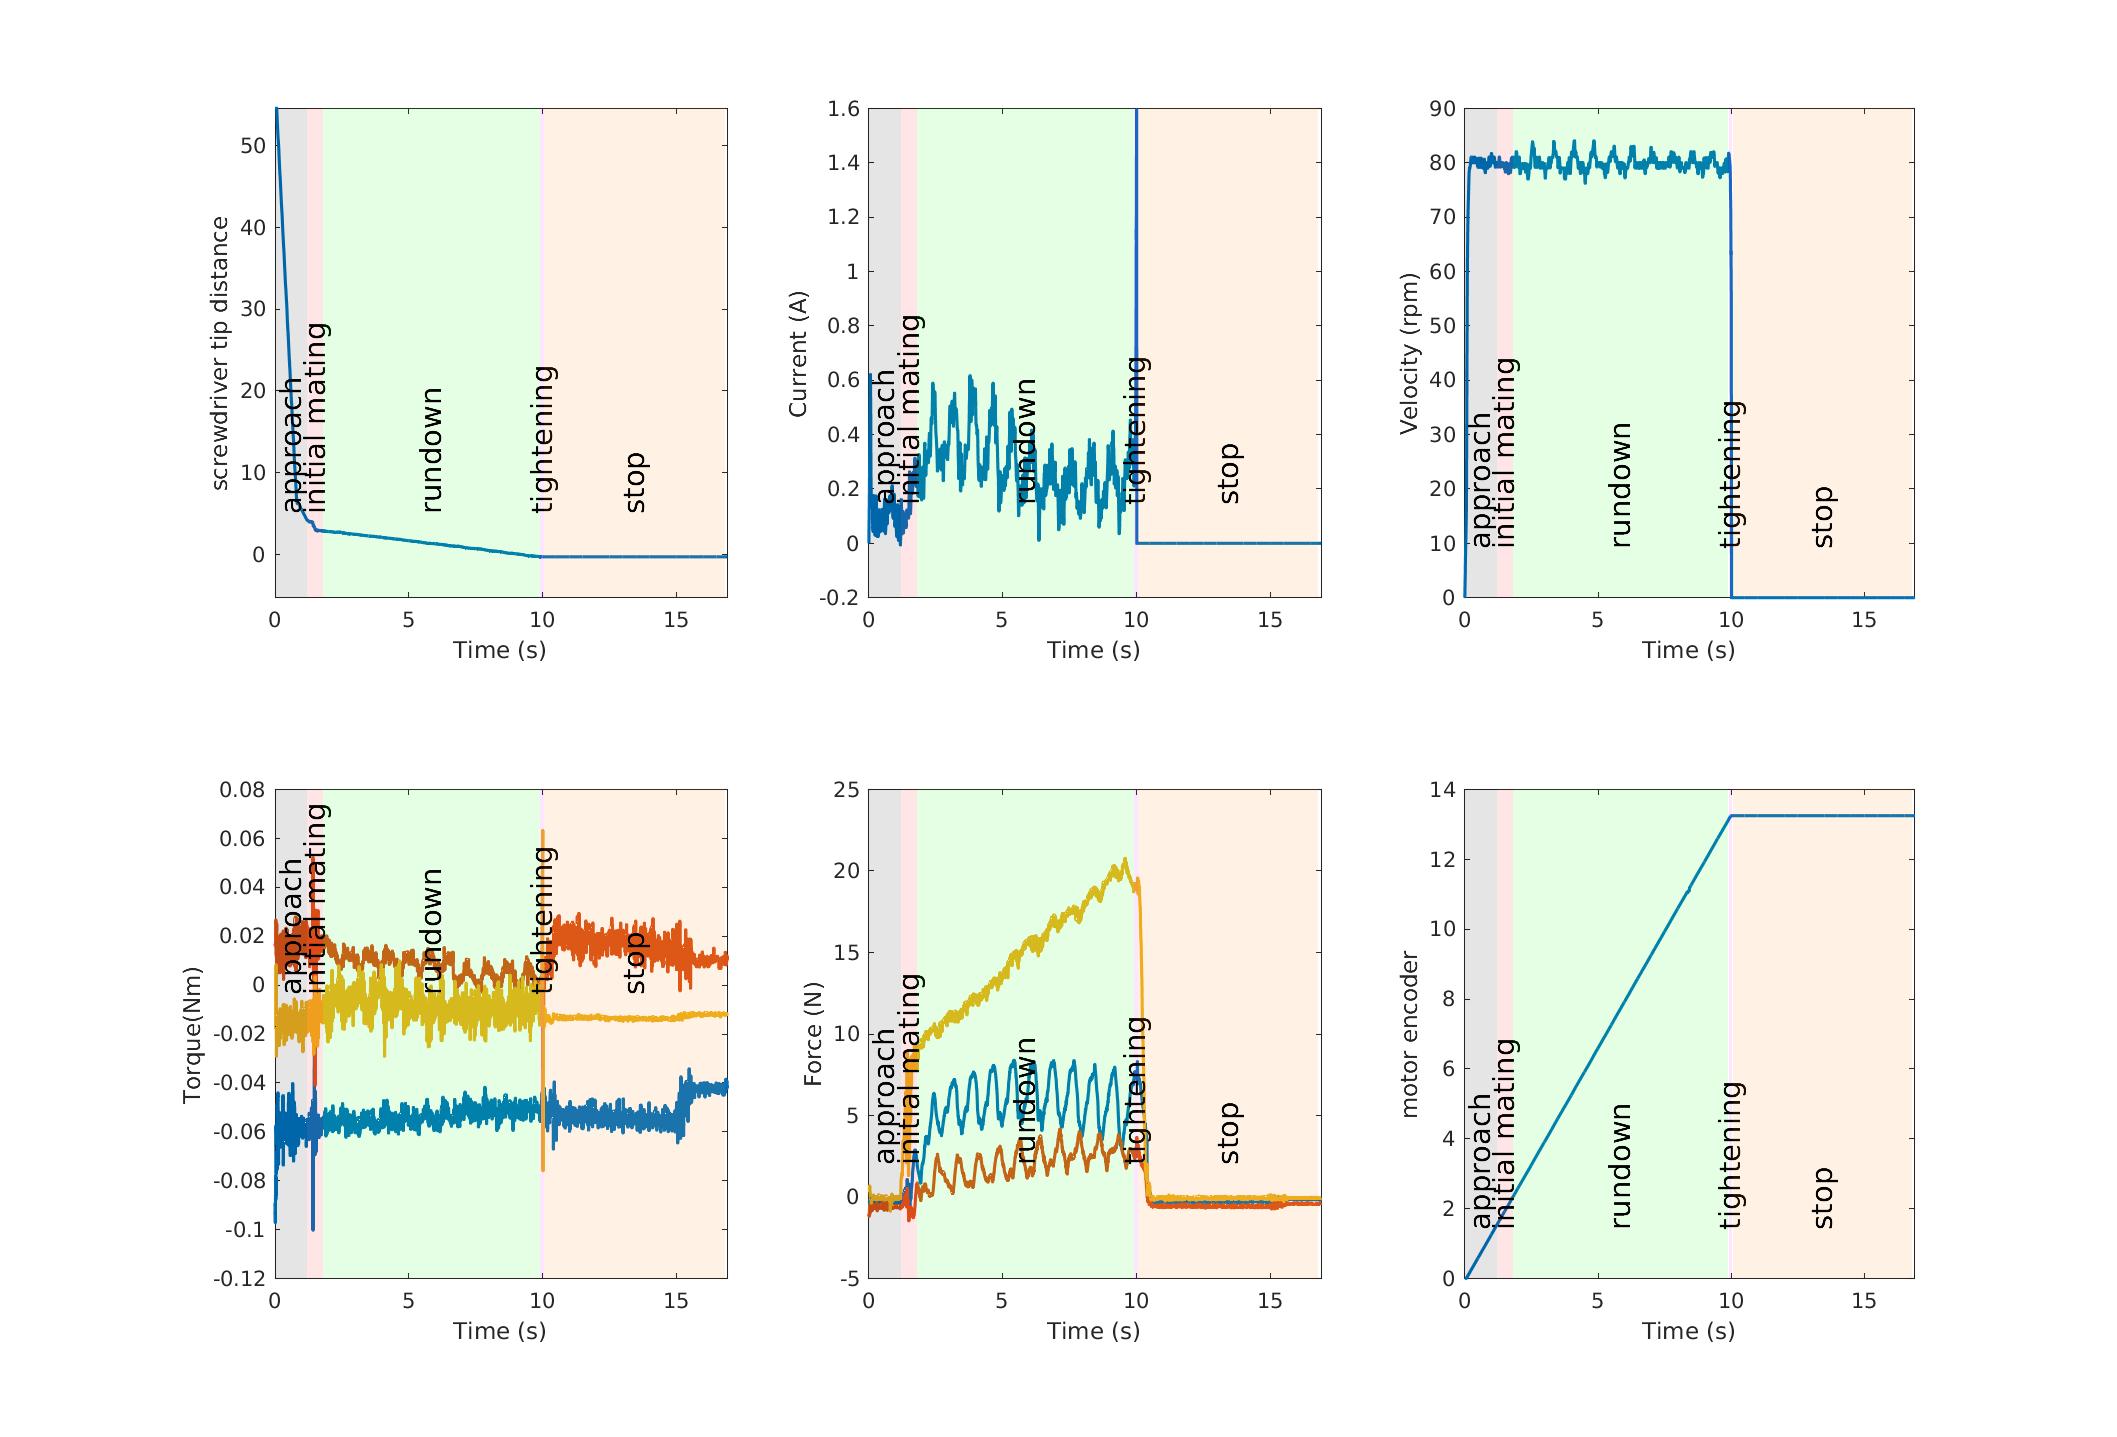 50
40
30
20
10
0
screwdriver tip distance
approach
initial mating
rundown
tightening
stop
0 5 10 15
Time (s)
1.6
1.4
1.2
1
0.8
0.6
0.4
0.2
0
-0.2
Current (A)
approach
initial mating
rundown
tightening
stop
0 5 10 15
Time (s)
90
80
70
60
50
40
30
20
10
0
Velocity (rpm)
approach
initial mating
rundown
tightening
stop
0 5 10 15
Time (s)
0.08
0.06
0.04
0.02
0
-0.02
-0.04
-0.06
-0.08
-0.1
-0.12
Torque(Nm)
approach
initial mating
rundown
tightening
stop
0 5 10 15
Time (s)
25
20
15
10
5
0
-5
Force (N)
approach
initial mating
rundown
tightening
stop
0 5 10 15
Time (s)
14
12
10
8
6
4
2
0
motor encoder
approach
initial mating
rundown
tightening
stop
0 5 10 15
Time (s)